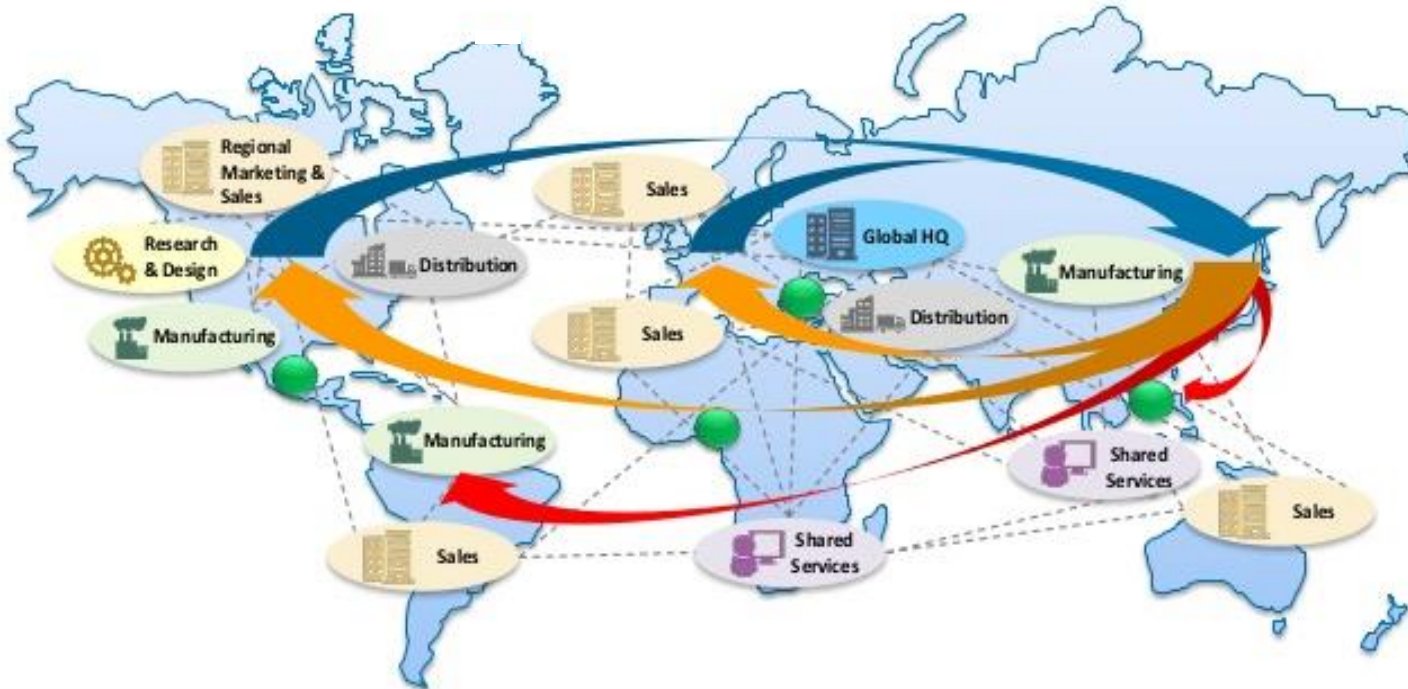 Regional
Marketing &
Sales
Sales
Research
& Design
Distribution
Global HQ
Manufacturing
Manufacturing
Sales
Distribution
Manufacturing
Shared
Services
Sales
Sales
Shared
Services